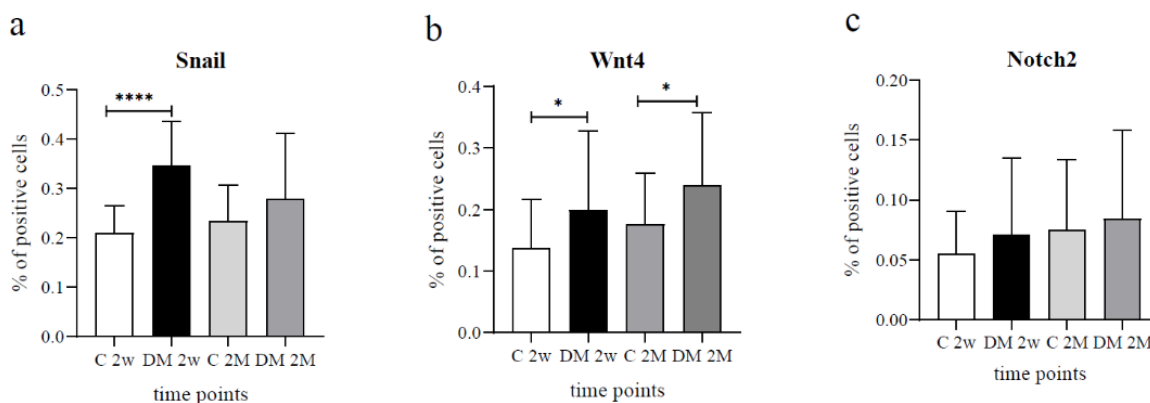 a
Snail
% of positive cells
0.5
0.4
0.3
0.2
0.1
0.0
****
C 2w DM 2w C 2M DM 2M
time points
b
Wnt4
% of positive cells
0.4
0.3
0.2
0.1
0.0
*
*
C 2w DM 2w C 2M DM 2M
time points
c
Notch2
% of positive cells
0.20
0.15
0.10
0.05
0.00
C 2w DM 2w C 2M DM 2M
time points